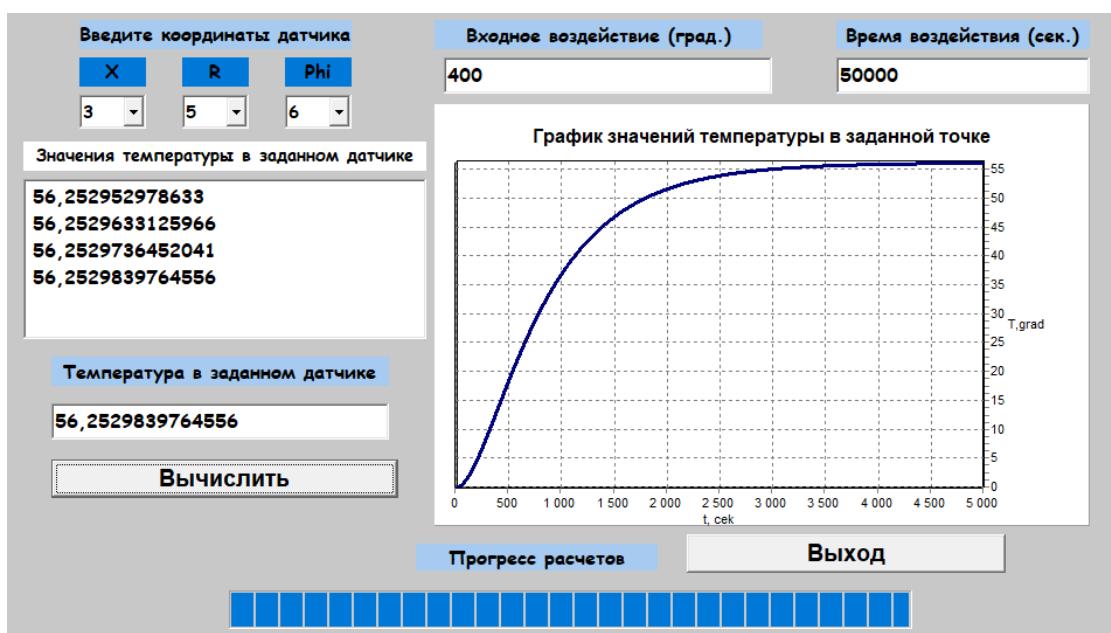 Введите координаты датчика
X R Phi
3 5 6
Значения температуры в заданном датчике
56,252952978633
56,2529633125966
56,2529736452041
56,2529839764556
Температура в заданном датчике
56,2529839764556
Вычислить
Входное воздействие (град.)
400
Время воздействия (сек.)
50000
График значений температуры в заданной точке
55
50
45
40
35
30
25
20
15
10
5
0
T,grad
0 500 1 000 1 500 2 000 2 500 3 000 3 500 4 000 4 500 5 000
t, cek
Прогресс расчетов
Выход